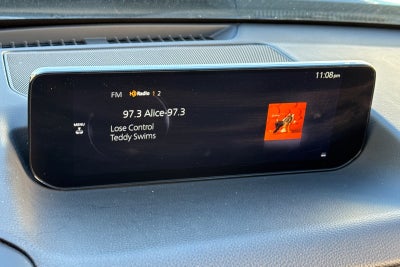 11:08pm
FM HD Radio 1 2
97.3 Alice-97.3
MENU
Lose Control
Teddy Swims